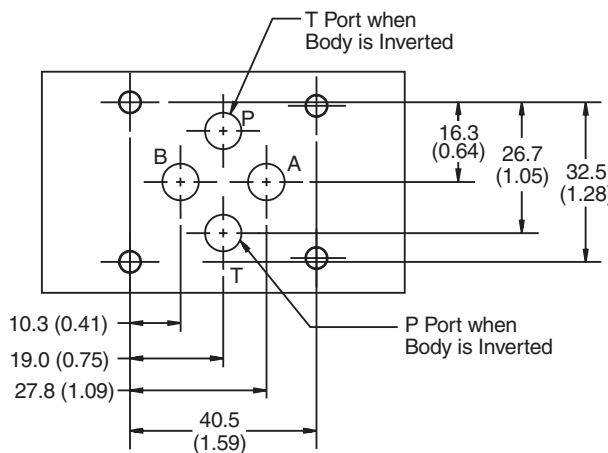 T Port when
Body is Inverted
P
B
A
T
16.3
(0.64)
26.7
(1.05)
32.5
(1.28)
10.3 (0.41)
19.0 (0.75)
27.8 (1.09)
P Port when
Body is Inverted
40.5
(1.59)